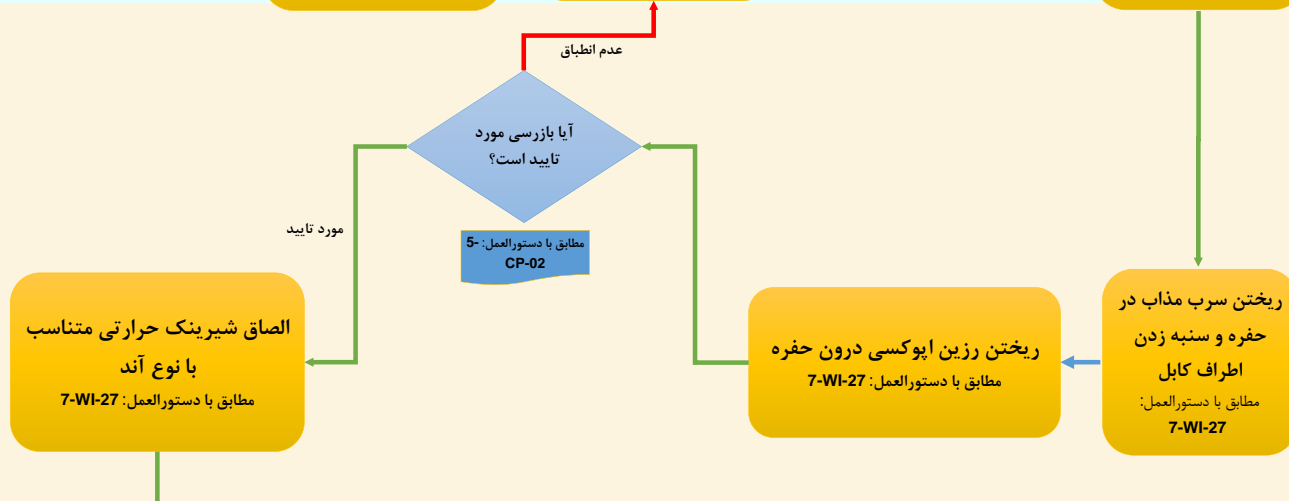 عدم انطباق
آیا بازرسی مورد
تایید است؟
مورد تایید
مطابق با دستورالعمل: 5-
CP-02
ریختن سرب مذاب در
حفره و سنبه زدن
اطراف کابل
مطابق با دستورالعمل:
7-WI-27
ریختن رزین اپوکسی درون حفره
مطابق با دستورالعمل: 7-WI-27
الصاق شیرینک حرارتی متناسب
با نوع آند
مطابق با دستورالعمل: 7-WI-27